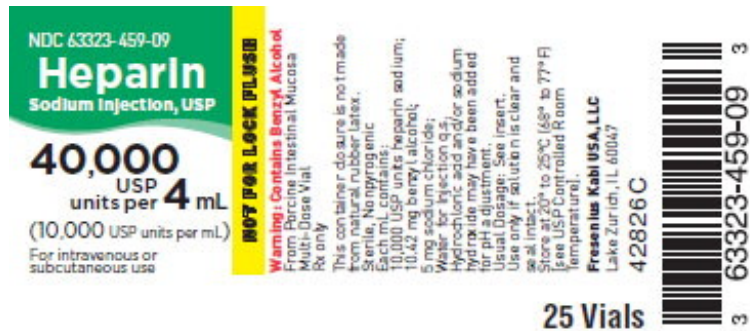 NDC 63323-459-09
Heparin
Sodium Injection, USP
40,000
USP
units per 4 mL
(10,000 USP units per mL)
For intravenous or
subcutaneous use
NOT FOR LOCK FLUSH
Warning: Contains Benzyl Alcohol
From Porcine Intestinal Mucosa
Multi-Dose Vial
Rx only
This container closure is not made
from natural rubber latex.
Sterile, Nonpyrogenic
Each mL contains:
10,000 USP units heparin sodium;
10.42 mg benzyl alcohol;
5 mg sodium chloride;
Water for Injection q.s.
Hydrochloric acid and/or sodium
hydroxide may have been added
for pH adjustment.
Usual Dosage: See insert.
Use only if solution is clear and
seal intact.
Store at 20° to 25°C (68° to 77°F)
[see USP Controlled Room
Temperature].
Fresenius Kabi USA, LLC
Lake Zurich, IL 60047
42826C
25 Vials
3 63323-459-09 3